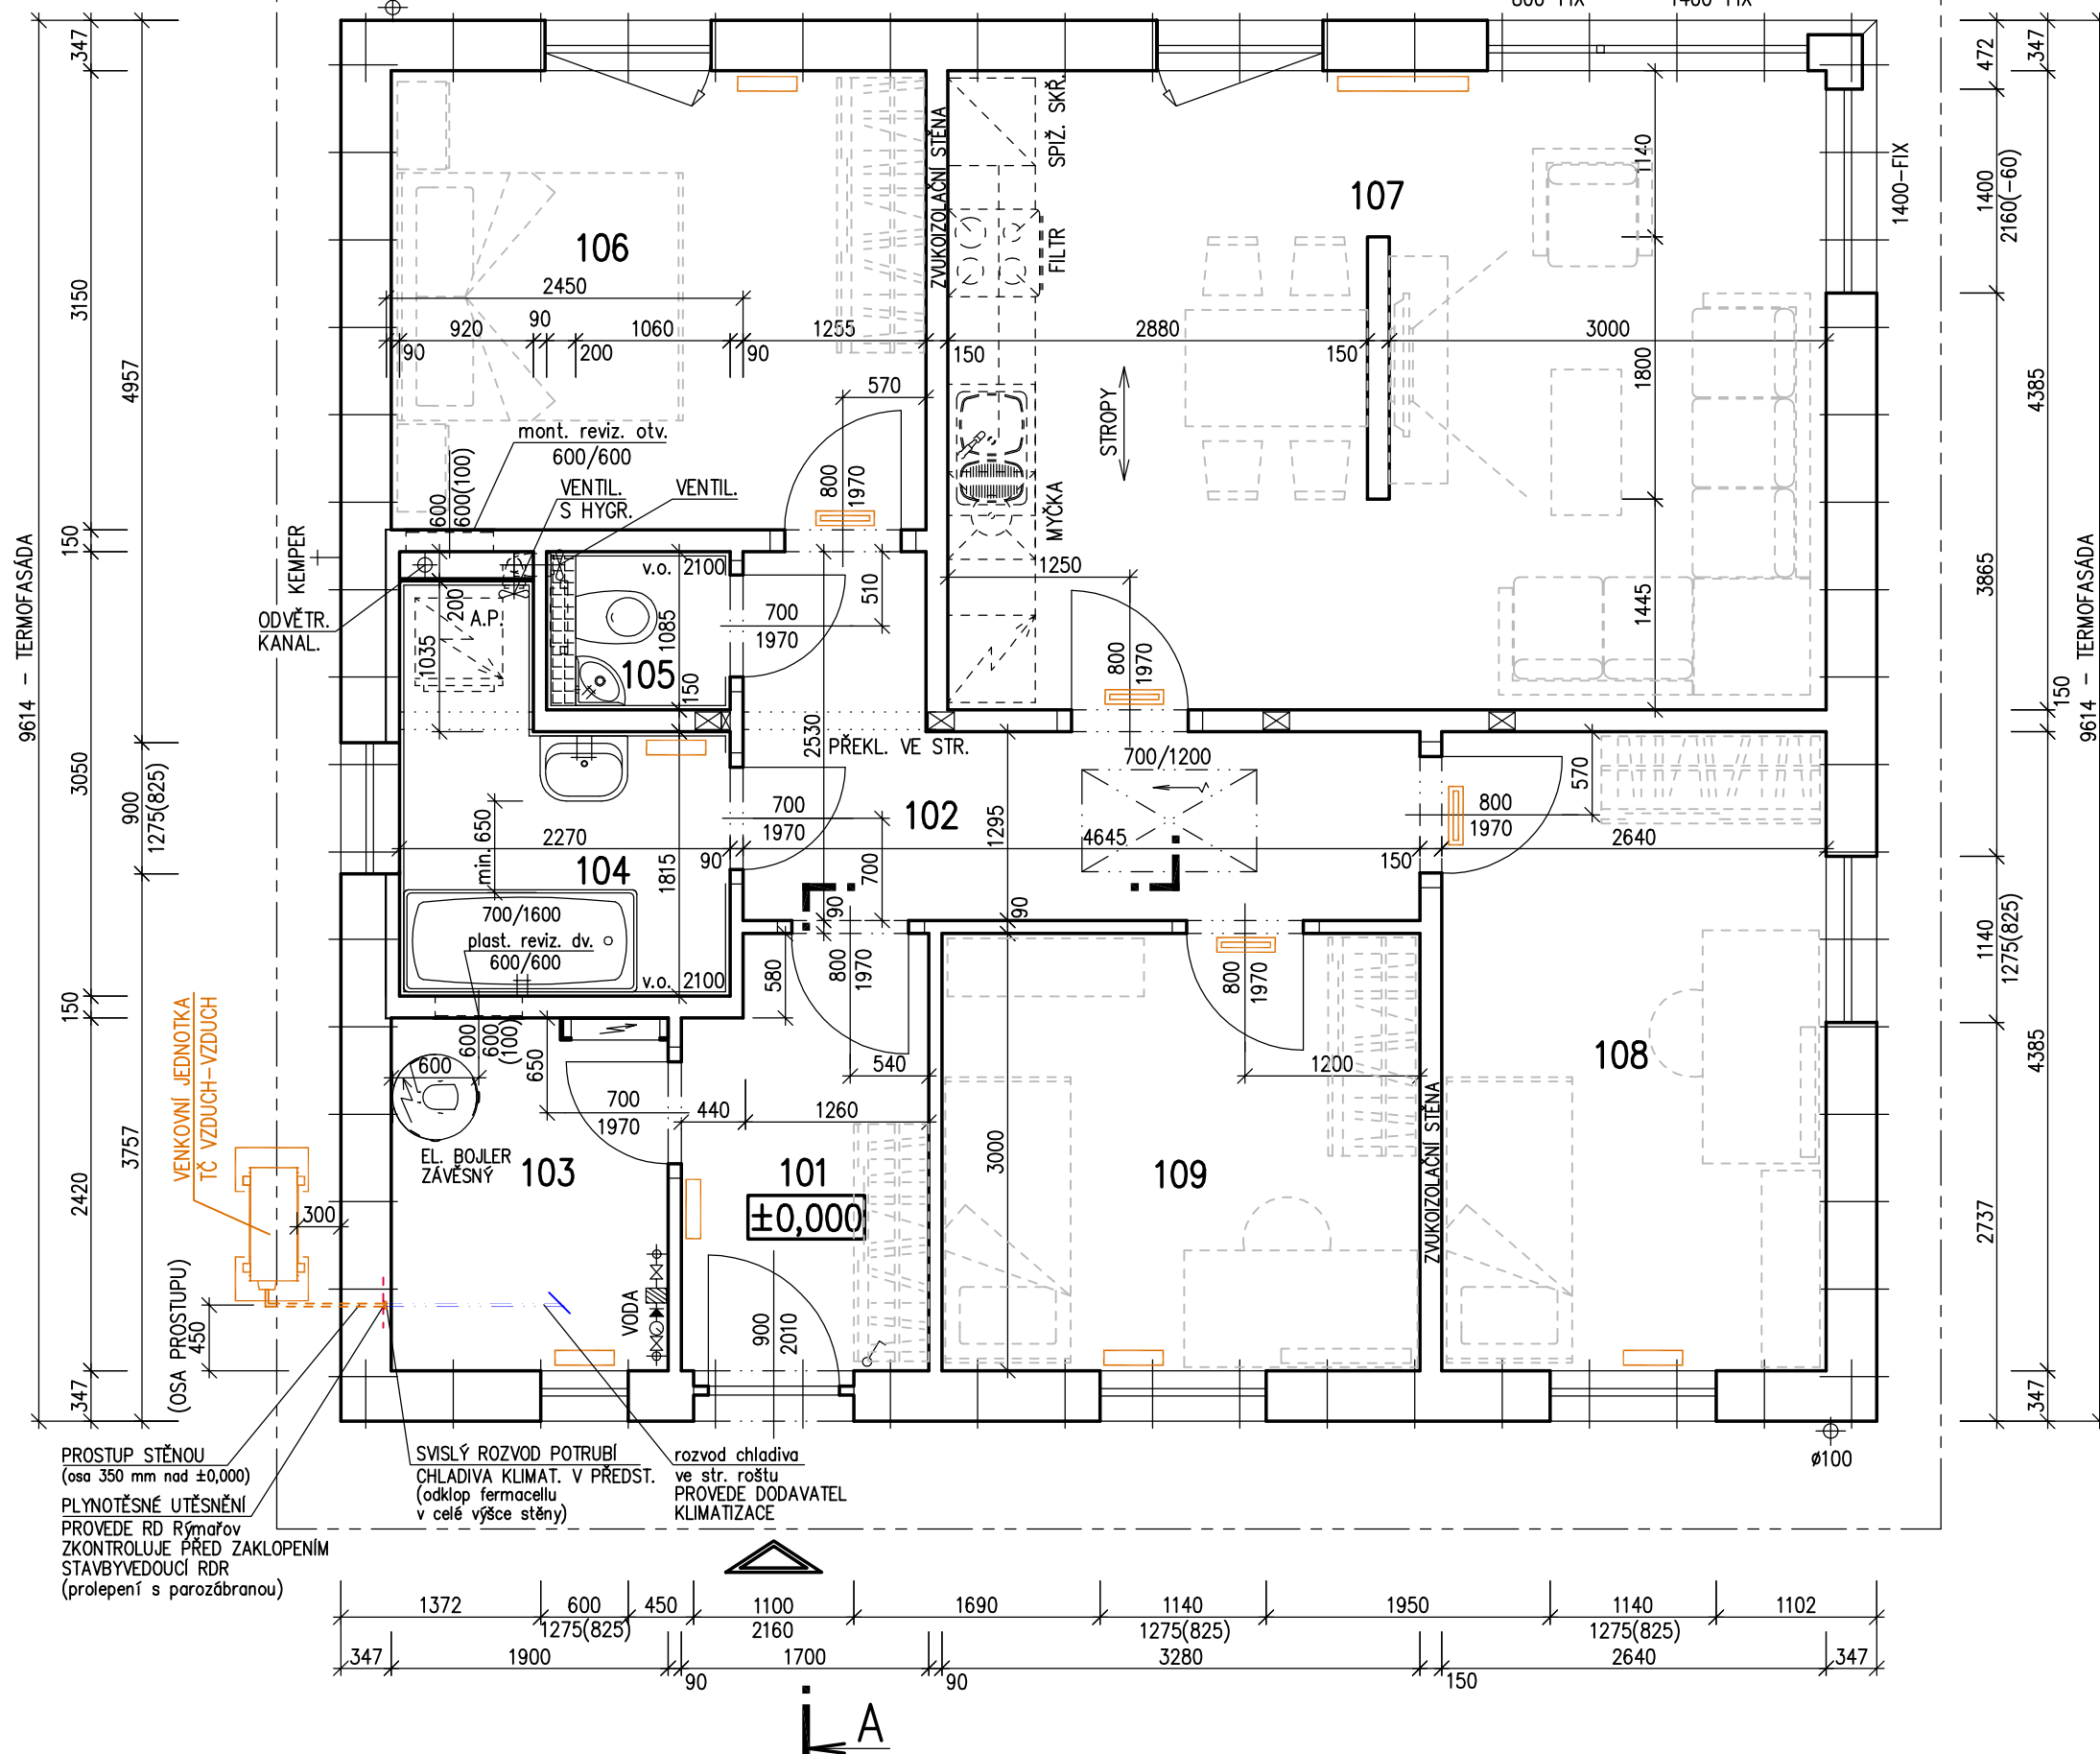 347
3150
150
3050
150
2420
347
4957
900
1275(825)
3757
9614 – TERMOFASÁDA
472
1400
2160(–60)
3865
1140
1275(825)
2737
347
4385
150
4385
347
9614 – TERMOFASÁDA
1400–FIX
106
2450
920
90
1060
1255
90
200
90
570
800
1970
mont. reviz. otv.
600/600
VENTIL.
S HYGR.
VENTIL.
600
600(100)
KEMPER
ODVĚTR.
KANAL.
ZVUKOIZOLAČNÍ STĚNA
SPIŽ. SKŘ.
FILTR
MYČKA
STROPY
107
1140
2880
150
150
3000
1800
1445
1250
800
1970
v.o. 2100
1085
105
150
700
1970
510
200
A.P.
1035
2530
PŘEKL. VE STR.
700/1200
102
1295
4645
90
150
700
1970
700
90
90
2270
104
1815
min. 650
700/1600
plast. reviz. dv.
600/600
v.o. 2100
800
1970
570
2640
108
580
800
1970
540
800
1970
1200
ZVUKOIZOLAČNÍ STĚNA
109
3000
600
600
(100)
650
600
700
1970
440
1260
EL. BOJLER
ZÁVĚSNÝ
103
101
±0,000
VODA
900
2010
VENKOVNÍ JEDNOTKA
TČ VZDUCH–VZDUCH
300
(OSA PROSTUPU)
450
PROSTUP STĚNOU
(osa 350 mm nad ±0,000)
PLYNOTĚSNÉ UTĚSNĚNÍ
PROVEDE RD Rýmařov
ZKONTROLUJE PŘED ZAKLOPENÍM
STAVBYVEDOUCÍ RDR
(prolepení s parozábranou)
SVISLÝ ROZVOD POTRUBÍ
CHLADIVA KLIMAT. V PŘEDST.
(odklop fermacellu
v celé výšce stěny)
rozvod chladiva
ve str. roštu
PROVEDE DODAVATEL
KLIMATIZACE
ø100
1372
600
450
1100
1690
1140
1950
1140
1102
1275(825)
2160
1275(825)
1275(825)
347
1900
1700
3280
2640
347
90
90
150
A